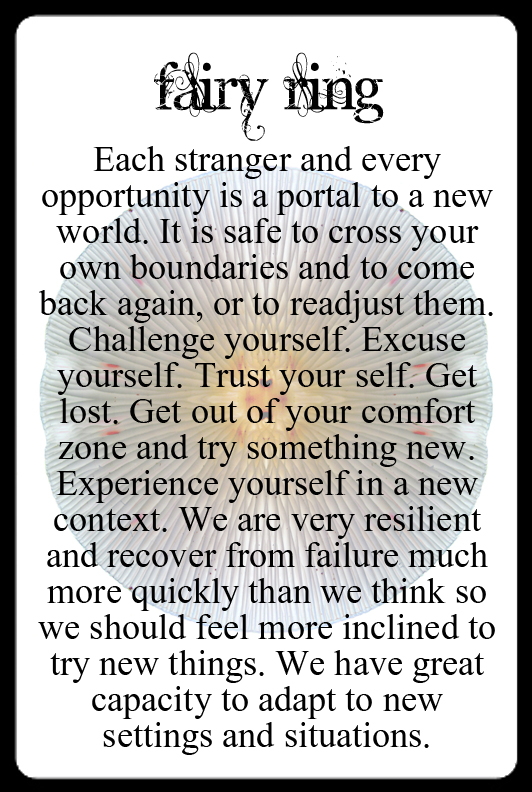 fairy ring
Each stranger and every
opportunity is a portal to a new
world. It is safe to cross your
own boundaries and to come
back again, or to readjust them.
Challenge yourself. Excuse
yourself. Trust your self. Get
lost. Get out of your comfort
zone and try something new.
Experience yourself in a new
context. We are very resilient
and recover from failure much
more quickly than we think so
we should feel more inclined to
try new things. We have great
capacity to adapt to new
settings and situations.